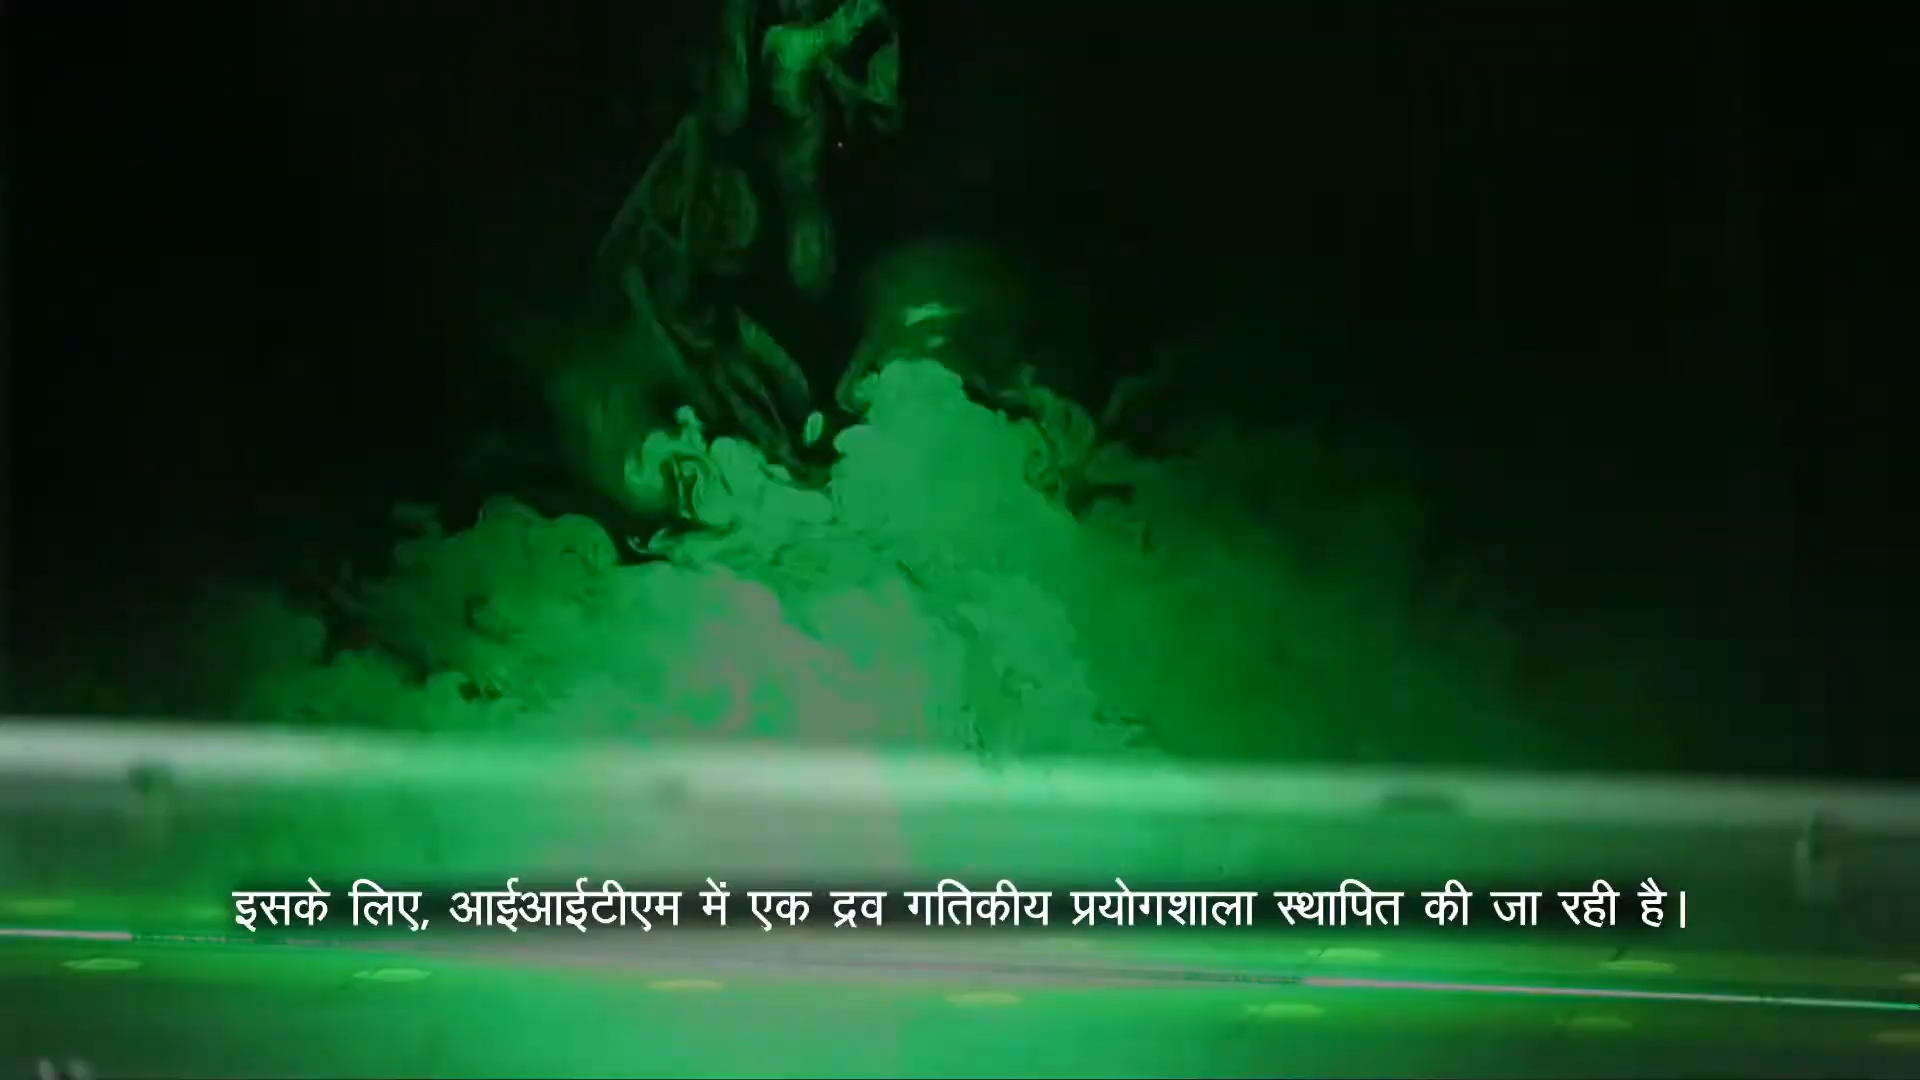 इसके लिए, आईआईटीएम में एक द्रव गतिकीय प्रयोगशाला स्थापित की जा रही है।